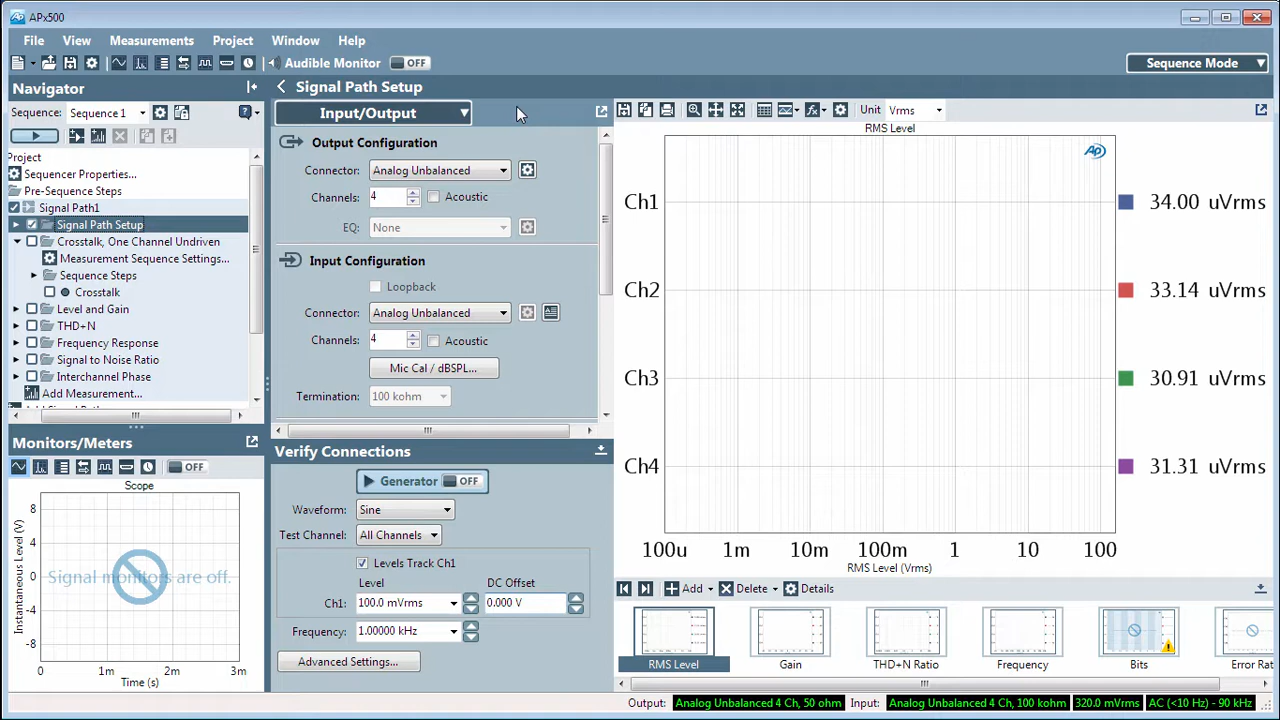 APx500
File View Measurements Project Window Help
Audible Monitor OFF
Sequence Mode
Navigator
Sequence: Sequence 1
Project
Sequencer Properties...
Pre-Sequence Steps
Signal Path1
Signal Path Setup
Crosstalk, One Channel Undriven
Measurement Sequence Settings...
Sequence Steps
Crosstalk
Level and Gain
THD+N
Frequency Response
Signal to Noise Ratio
Interchannel Phase
Add Measurement...
Monitors/Meters
OFF
Scope
Instantaneous Level (V)
8
4
0
-4
-8
Signal monitors are off.
0 1m 2m 3m
Time (s)
Signal Path Setup
Input/Output
Output Configuration
Connector: Analog Unbalanced
Channels: 4 Acoustic
EQ: None
Input Configuration
Loopback
Connector: Analog Unbalanced
Channels: 4 Acoustic
Mic Cal / dBSPL...
Termination: 100 kohm
Verify Connections
Generator OFF
Waveform: Sine
Test Channel: All Channels
Levels Track Ch1
Level DC Offset
Ch1: 100.0 mVrms 0.000 V
Frequency: 1.00000 kHz
Advanced Settings...
Unit Vrms
RMS Level
AP
Ch1 34.00 uVrms
Ch2 33.14 uVrms
Ch3 30.91 uVrms
Ch4 31.31 uVrms
100u 1m 10m 100m 1 10 100
RMS Level (Vrms)
Add Delete Details
RMS Level Gain THD+N Ratio Frequency Bits Error Rat
Output: Analog Unbalanced 4 Ch, 50 ohm Input: Analog Unbalanced 4 Ch, 100 kohm 320.0 mVrms AC (<10 Hz) - 90 kHz